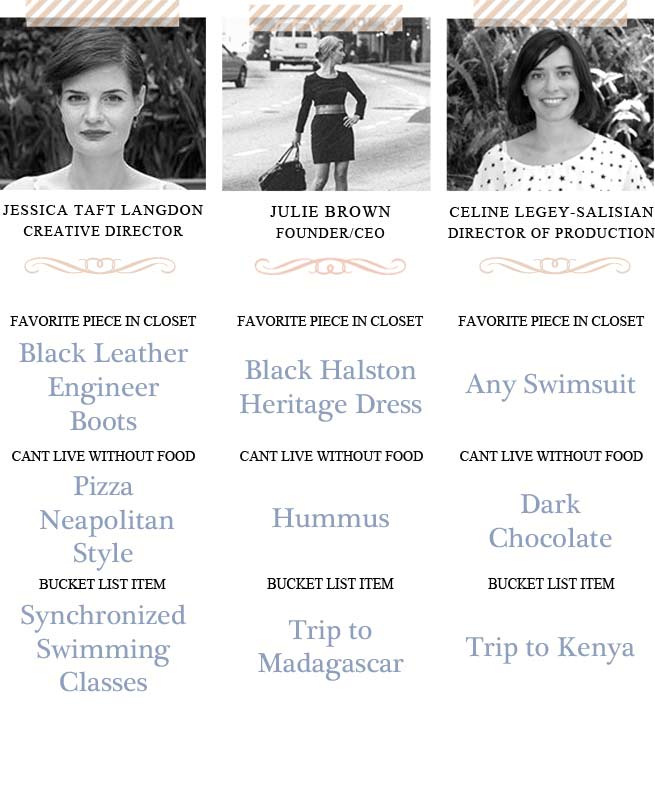 JESSICA TAFT LANGDON
CREATIVE DIRECTOR
FAVORITE PIECE IN CLOSET
Black Leather
Engineer
Boots
CANT LIVE WITHOUT FOOD
Pizza
Neapolitan
Style
BUCKET LIST ITEM
Synchronized
Swimming
Classes
JULIE BROWN
FOUNDER/CEO
FAVORITE PIECE IN CLOSET
Black Halston
Heritage Dress
CANT LIVE WITHOUT FOOD
Hummus
BUCKET LIST ITEM
Trip to
Madagascar
CELINE LEGEY-SALISIAN
DIRECTOR OF PRODUCTION
FAVORITE PIECE IN CLOSET
Any Swimsuit
CANT LIVE WITHOUT FOOD
Dark
Chocolate
BUCKET LIST ITEM
Trip to Kenya